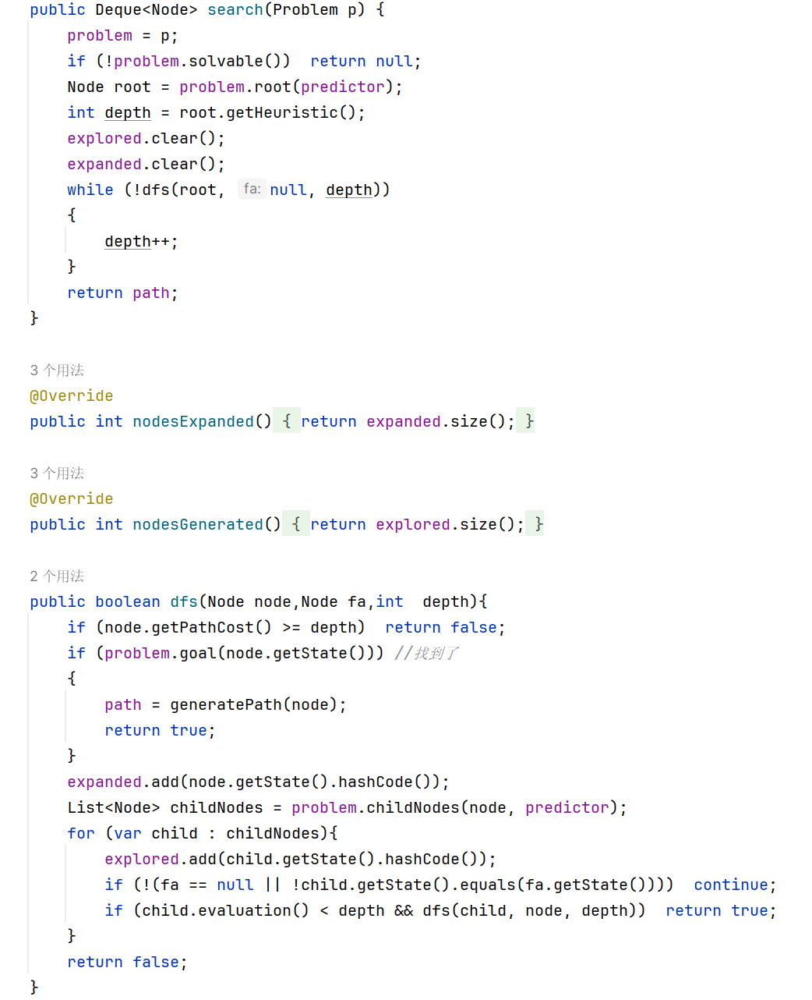 public Deque<Node> search(Problem p) {
    problem = p;
    if (!problem.solvable())  return null;
    Node root = problem.root(predictor);
    int depth = root.getHeuristic();
    explored.clear();
    expanded.clear();
    while (!dfs(root, fa: null, depth))
    {
        depth++;
    }
    return path;
}
3 个用法
@Override
public int nodesExpanded() { return expanded.size(); }
3 个用法
@Override
public int nodesGenerated() { return explored.size(); }
2 个用法
public boolean dfs(Node node,Node fa,int  depth){
    if (node.getPathCost() >= depth)  return false;
    if (problem.goal(node.getState())) //找到了
    {
        path = generatePath(node);
        return true;
    }
    expanded.add(node.getState().hashCode());
    List<Node> childNodes = problem.childNodes(node, predictor);
    for (var child : childNodes){
        explored.add(child.getState().hashCode());
        if (!(fa == null || !child.getState().equals(fa.getState())))  continue;
        if (child.evaluation() < depth && dfs(child, node, depth))  return true;
    }
    return false;
}